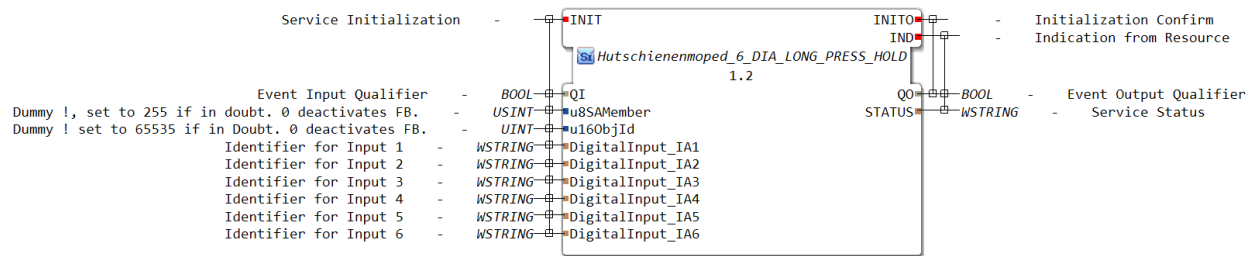 Service Initialization - INIT INITO - Initialization Confirm
IND - Indication from Resource
SI Hutschienenmoped_6_DIA_LONG_PRESS_HOLD
1.2
Event Input Qualifier - BOOL QI QO BOOL - Event Output Qualifier
Dummy !, set to 255 if in doubt. 0 deactivates FB. - USINT u8SAMember STATUS WSTRING - Service Status
Dummy ! set to 65535 if in Doubt. 0 deactivates FB. - UINT u16ObjId
Identifier for Input 1 - WSTRING DigitalInput_IA1
Identifier for Input 2 - WSTRING DigitalInput_IA2
Identifier for Input 3 - WSTRING DigitalInput_IA3
Identifier for Input 4 - WSTRING DigitalInput_IA4
Identifier for Input 5 - WSTRING DigitalInput_IA5
Identifier for Input 6 - WSTRING DigitalInput_IA6